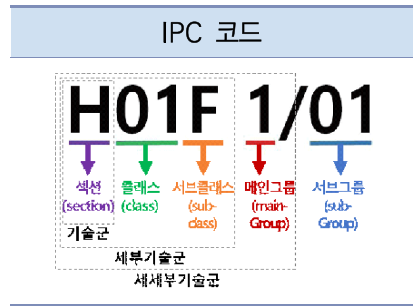 IPC 코드
H01F 1/01
섹션 클래스 서브클래스 메인그룹 서브그룹
(section) (class) (sub- (main- (sub-
class) Group) Group)
기술군
세부기술군
세세부기술군